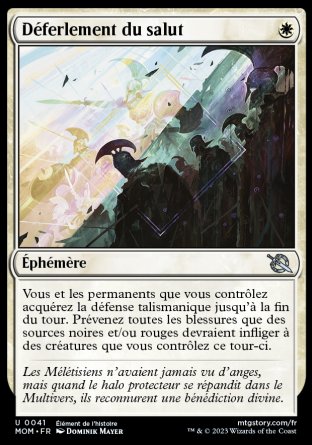 Déferlement du salut
Éphémère
Vous et les permanents que vous contrôlez
acquérez la défense talismanique jusqu'à la fin
du tour. Prévenez toutes les blessures que des
sources noires et/ou rouges devraient infliger à
des créatures que vous contrôlez ce tour-ci.
Les Mélétisiens n'avaient jamais vu d'anges,
mais quand le halo protecteur se répandit dans le
Multivers, ils reconnurent une bénédiction divine.
U 0041 Élément de l'histoire mtgstory.com/fr
MOM • FR Dominik Mayer ™ & © 2023 Wizards of the Coast